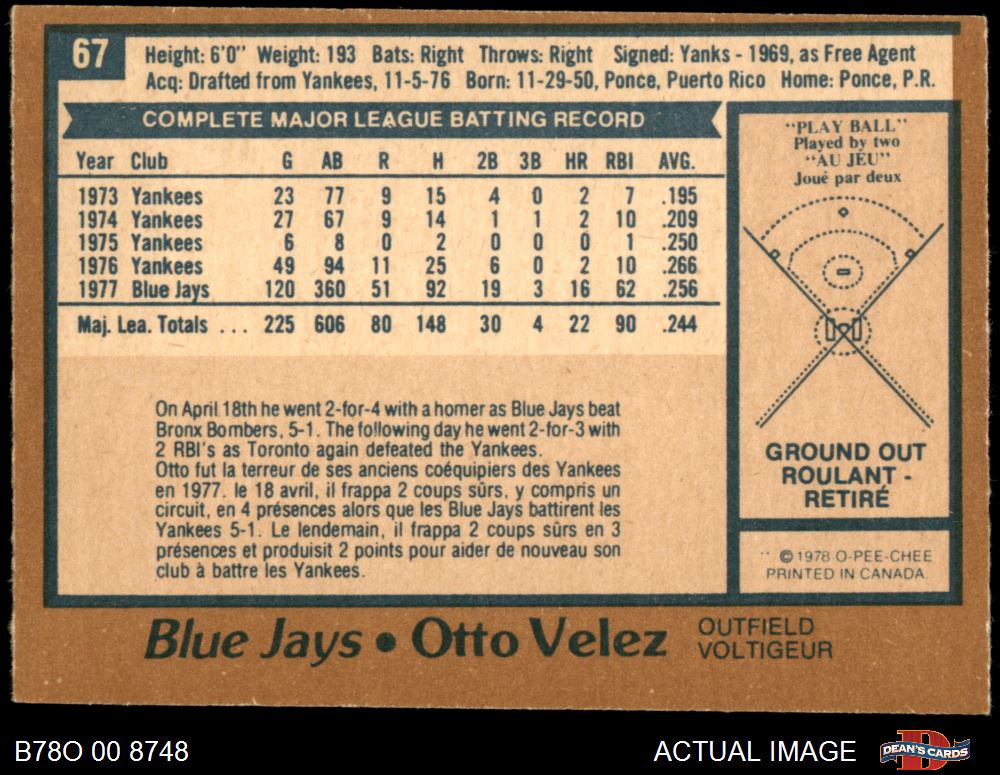 67
Height: 6'0" Weight: 193 Bats: Right Throws: Right Signed: Yanks - 1969, as Free Agent
Acq: Drafted from Yankees, 11-5-76 Born: 11-29-50, Ponce, Puerto Rico Home: Ponce, P.R.
COMPLETE MAJOR LEAGUE BATTING RECORD
Year Club G AB R H 2B 3B HR RBI AVG.
1973 Yankees 23 77 9 15 4 0 2 7 .195
1974 Yankees 27 67 9 14 1 1 2 10 .209
1975 Yankees 6 8 0 2 0 0 0 1 .250
1976 Yankees 49 94 11 25 6 0 2 10 .266
1977 Blue Jays 120 360 51 92 19 3 16 62 .256
Maj. Lea. Totals ... 225 606 80 148 30 4 22 90 .244
On April 18th he went 2-for-4 with a homer as Blue Jays beat
Bronx Bombers, 5-1. The following day he went 2-for-3 with
2 RBI's as Toronto again defeated the Yankees.
Otto fut la terreur de ses anciens coéquipiers des Yankees
en 1977. le 18 avril, il frappa 2 coups sûrs, y compris un
circuit, en 4 présences alors que les Blue Jays battirent les
Yankees 5-1. Le lendemain, il frappa 2 coups sûrs en 3
présences et produisit 2 points pour aider de nouveau son
club à battre les Yankees.
"PLAY BALL"
Played by two
"AU JEU"
Joué par deux
GROUND OUT
ROULANT -
RETIRÉ
© 1978 O-PEE-CHEE
PRINTED IN CANADA.
Blue Jays • Otto Velez
OUTFIELD
VOLTIGEUR
B78O 00 8748
ACTUAL IMAGE
DEAN'S CARDS